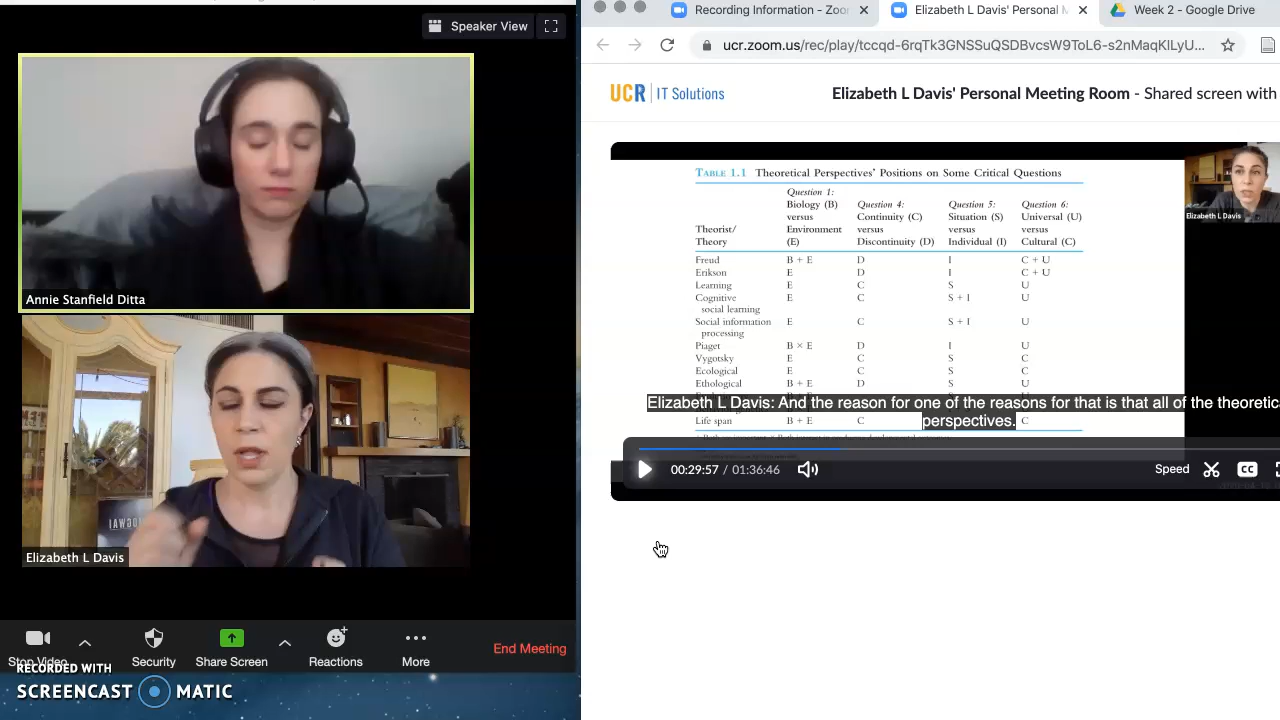 Speaker View
Annie Stanfield Ditta
Elizabeth L Davis
Stop Video
Security
Share Screen
Reactions
More
End Meeting
RECORDED WITH
SCREENCAST MATIC
Recording Information - Zoo
Elizabeth L Davis' Personal M
Week 2 - Google Drive
ucr.zoom.us/rec/play/tccqd-6rqTk3GNSSuQSDBvcsW9ToL6-s2nMaqKlLyU...
UCR IT Solutions
Elizabeth L Davis' Personal Meeting Room - Shared screen with
TABLE 1.1 Theoretical Perspectives' Positions on Some Critical Questions
Question 1:
Biology (B) Question 4: Question 5: Question 6:
versus Continuity (C) Situation (S) Universal (U)
Theorist/ Environment versus versus versus
Theory (E) Discontinuity (D) Individual (I) Cultural (C)
Freud B + E D I C + U
Erikson E D I C + U
Learning E C S U
Cognitive E C S + I U
social learning
Social information E C S + I U
processing
Piaget B × E D I U
Vygotsky E C S C
Ecological E C S C
Ethological B + E D S U
Elizabeth L Davis
Elizabeth L Davis: And the reason for one of the reasons for that is that all of the theoretica
perspectives.
Life span B + E C C
00:29:57 / 01:36:46
Speed
CC